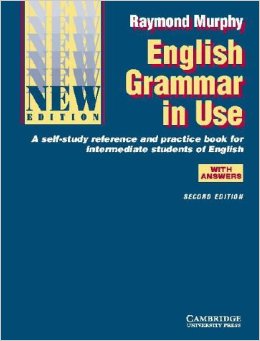 Raymond Murphy
English
Grammar
in Use
NEW
NEW
NEW
NEW
NEW
EDITION
A self-study reference and practice book for
intermediate students of English
WITH
ANSWERS
SECOND EDITION
CAMBRIDGE
UNIVERSITY PRESS